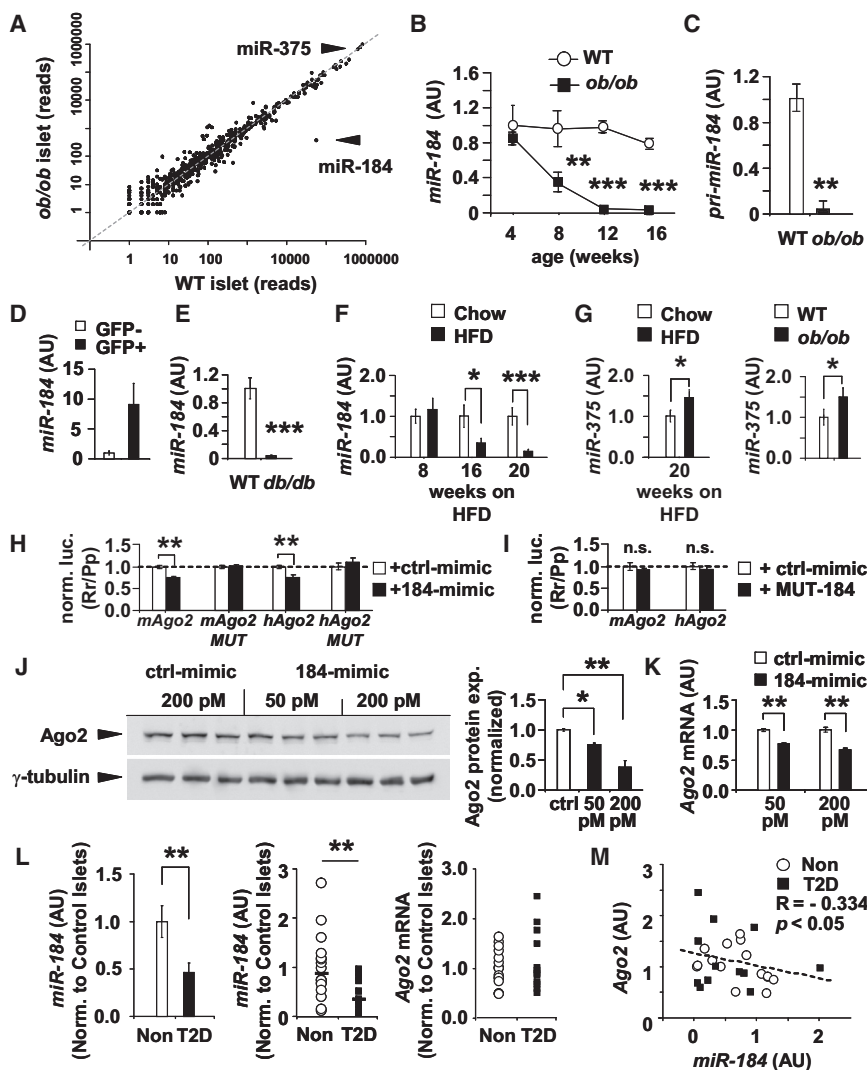 A
ob/ob islet (reads)
1000000
10000
1000
100
10
1
miR-375
miR-184
1 10 100 1000 10000 1000000
WT islet (reads)
B
WT
ob/ob
miR-184 (AU)
1.6
1.2
0.8
0.4
0
**
***
***
4 8 12 16
age (weeks)
C
pri-miR-184 (AU)
1.2
0.8
0.4
0
**
WT ob/ob
D
GFP-
GFP+
miR-184 (AU)
15
10
5
0
E
miR-184 (AU)
1.2
0.8
0.4
0
***
WT db/db
F
Chow
HFD
miR-184 (AU)
2.0
1.0
0.0
*
***
8 16 20
weeks on
HFD
G
Chow
HFD
miR-375 (AU)
2.0
1.0
0.0
*
20
weeks on
HFD
WT
ob/ob
miR-375 (AU)
2.0
1.0
0.0
*
H
norm. luc.
(Rr/Pp)
1.5
1.0
0.5
0.0
**
**
mAgo2 mAgo2 hAgo2 hAgo2
MUT MUT
+ctrl-mimic
+184-mimic
I
norm. luc.
(Rr/Pp)
1.5
1.0
0.5
0.0
n.s. n.s.
mAgo2 hAgo2
+ ctrl-mimic
+ MUT-184
J
ctrl-mimic 184-mimic
200 pM 50 pM 200 pM
Ago2
γ-tubulin
Ago2 protein exp.
(normalized)
1.5
1.0
0.5
0.0
**
*
ctrl 50 200
pM pM
K
ctrl-mimic
184-mimic
Ago2 mRNA (AU)
1.5
1.0
0.5
0.0
**
**
50 200
pM pM
L
miR-184 (AU)
(Norm. to Control Islets)
1.5
1.0
0.5
0.0
**
Non T2D
miR-184 (AU)
(Norm. to Control Islets)
3
2
1
0
**
Non T2D
Ago2 mRNA
(Norm. to Control Islets)
3.0
2.0
1.0
0.0
Non T2D
M
Ago2 (AU)
3
2
1
0
Non
T2D
R = - 0.334
p < 0.05
0 1 2
miR-184 (AU)